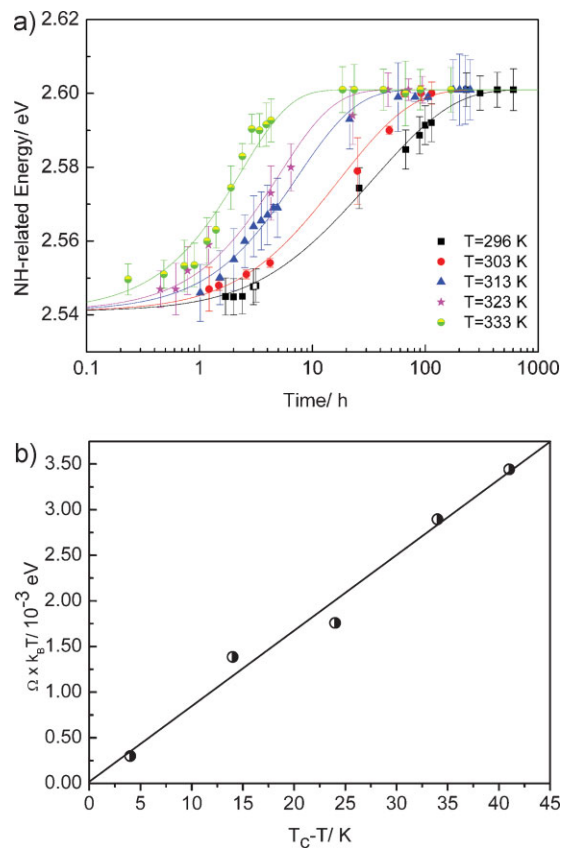 a)
2.62
2.60
2.58
2.56
2.54
NH-related Energy/ eV
T=296 K
T=303 K
T=313 K
T=323 K
T=333 K
0.1 1 10 100 1000
Time/ h
b)
3.50
3.00
2.50
2.00
1.50
1.00
0.50
0.00
Ω x k_BT/ 10⁻³ eV
0 5 10 15 20 25 30 35 40 45
T_C-T/ K